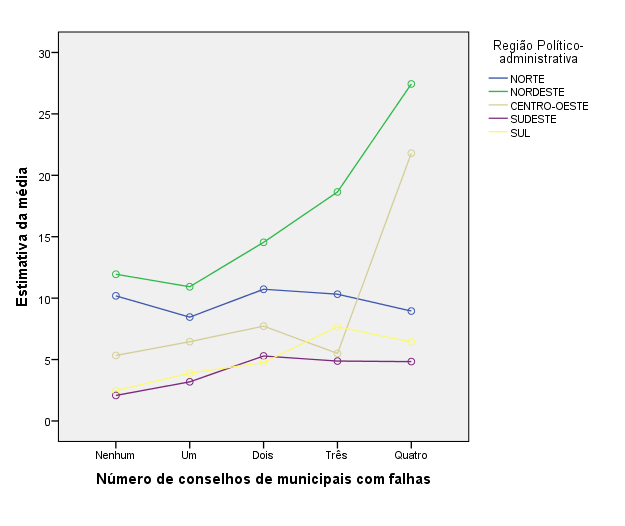 Região Político-
administrativa
NORTE
NORDESTE
CENTRO-OESTE
SUDESTE
SUL
Estimativa da média
30
25
20
15
10
5
0
Nenhum
Um
Dois
Três
Quatro
Número de conselhos de municipais com falhas